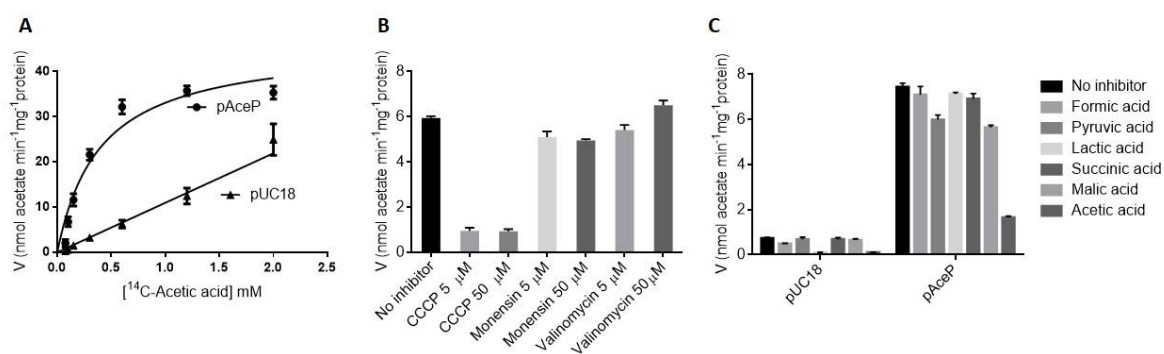 A
V (nmol acetate min⁻¹mg⁻¹protein)
40
30
20
10
0
0.0 0.5 1.0 1.5 2.0 2.5
[¹⁴C-Acetic acid] mM
pAceP
pUC18
B
V (nmol acetate min⁻¹mg⁻¹protein)
8
6
4
2
0
No inhibitor
CCCP 5 μM
CCCP 50 μM
Monensin 5 μM
Monensin 50 μM
Valinomycin 5 μM
Valinomycin 50 μM
C
V (nmol acetate min⁻¹mg⁻¹protein)
8
6
4
2
0
pUC18
pAceP
No inhibitor
Formic acid
Pyruvic acid
Lactic acid
Succinic acid
Malic acid
Acetic acid